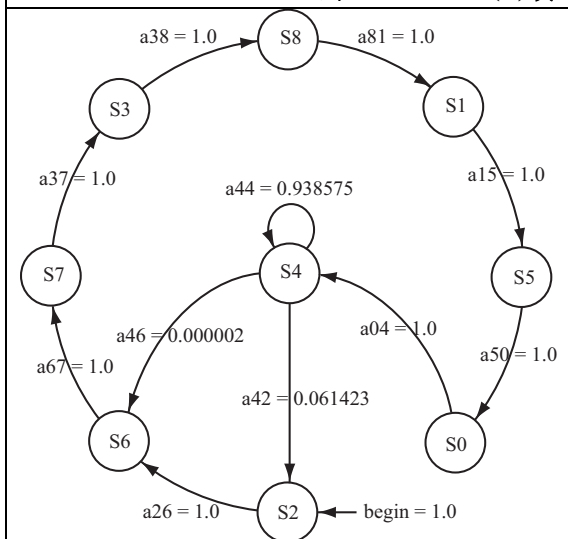 a38 = 1.0
S8
a81 = 1.0
S3
S1
a37 = 1.0
a15 = 1.0
a44 = 0.938575
S7
S4
S5
a46 = 0.000002
a04 = 1.0
a67 = 1.0
a50 = 1.0
a42 = 0.061423
S6
S0
a26 = 1.0
S2
begin = 1.0